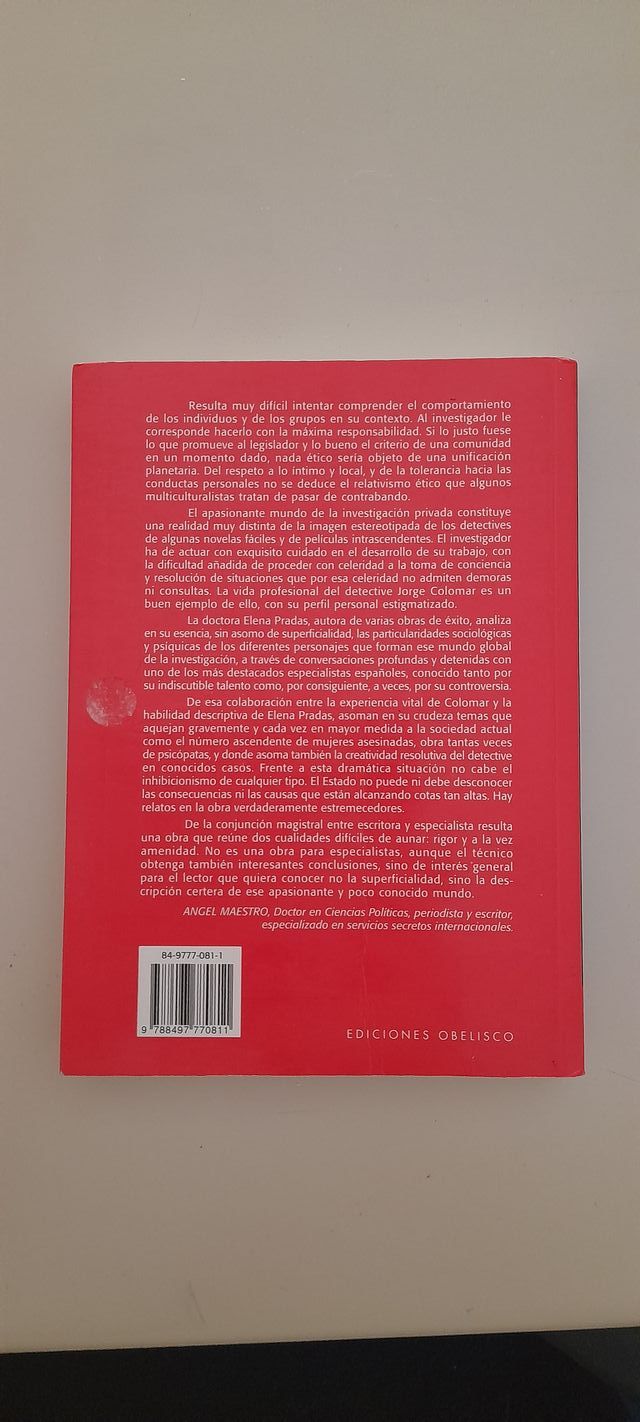 Resulta muy difícil intentar comprender el comportamiento
de los individuos y de los grupos en su contexto. Al investigador le
corresponde hacerlo con la máxima responsabilidad. Si lo justo fuese
lo que promueve al legislador y lo bueno el criterio de una comunidad
en un momento dado, nada ético sería objeto de una unificación
planetaria. Del respeto a lo íntimo y local, y de la tolerancia hacia las
conductas personales no se deduce el relativismo ético que algunos
multiculturalistas tratan de pasar de contrabando.
El apasionante mundo de la investigación privada constituye
una realidad muy distinta de la imagen estereotipada de los detectives
de algunas novelas fáciles y de películas intrascendentes. El investigador
ha de actuar con exquisito cuidado en el desarrollo de su trabajo, con
la dificultad añadida de proceder con celeridad a la toma de conciencia
y resolución de situaciones que por esa celeridad no admiten demoras
ni consultas. La vida profesional del detective Jorge Colomar es un
buen ejemplo de ello, con su perfil personal estigmatizado.
La doctora Elena Pradas, autora de varias obras de éxito, analiza
en su esencia, sin asomo de superficialidad, las particularidades sociológicas
y psíquicas de los diferentes personajes que forman ese mundo global
de la investigación, a través de conversaciones profundas y detenidas con
uno de los más destacados especialistas españoles, conocido tanto por
su indiscutible talento como, por consiguiente, a veces, por su controversia.
De esa colaboración entre la experiencia vital de Colomar y la
habilidad descriptiva de Elena Pradas, asoman en su crudeza temas que
aquejan gravemente y cada vez en mayor medida a la sociedad actual
como el número ascendente de mujeres asesinadas, obra tantas veces
de psicópatas, y donde asoma también la creatividad resolutiva del detective
en conocidos casos. Frente a esta dramática situación no cabe el
inhibicionismo de cualquier tipo. El Estado no puede ni debe desconocer
las consecuencias ni las causas que están alcanzando cotas tan altas. Hay
relatos en la obra verdaderamente estremecedores.
De la conjunción magistral entre escritora y especialista resulta
una obra que reúne dos cualidades difíciles de aunar: rigor y a la vez
amenidad. No es una obra para especialistas, aunque el técnico
obtenga también interesantes conclusiones, sino de interés general
para el lector que quiera conocer no la superficialidad, sino la des-
cripción certera de ese apasionante y poco conocido mundo.
ANGEL MAESTRO, Doctor en Ciencias Políticas, periodista y escritor,
especializado en servicios secretos internacionales.
84-9777-081-1
9 788497 770811
EDICIONES OBELISCO